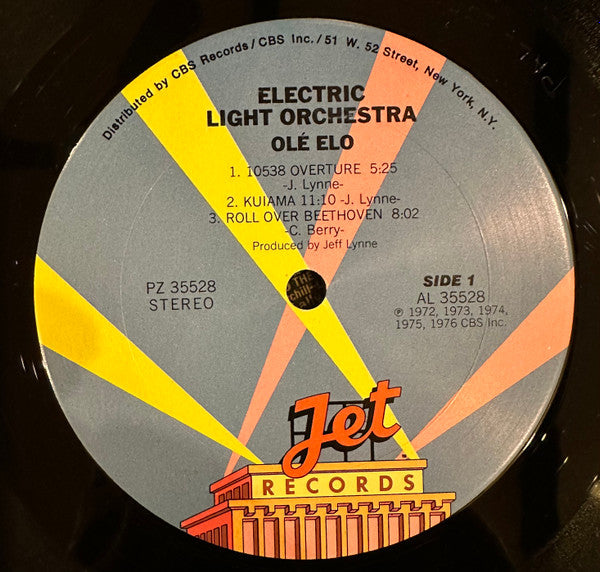 Distributed by CBS Records/CBS Inc./51 W. 52 Street, New York, N.Y.
ELECTRIC
LIGHT ORCHESTRA
OLÉ ELO
1. 10538 OVERTURE 5:25
-J. Lynne-
2. KUIAMA 11:10 -J. Lynne-
3. ROLL OVER BEETHOVEN 8:02
-C. Berry-
Produced by Jeff Lynne
PZ 35528
STEREO
SIDE 1
AL 35528
℗ 1972, 1973, 1974,
1975, 1976 CBS Inc.
THE
chill
Jet
RECORDS